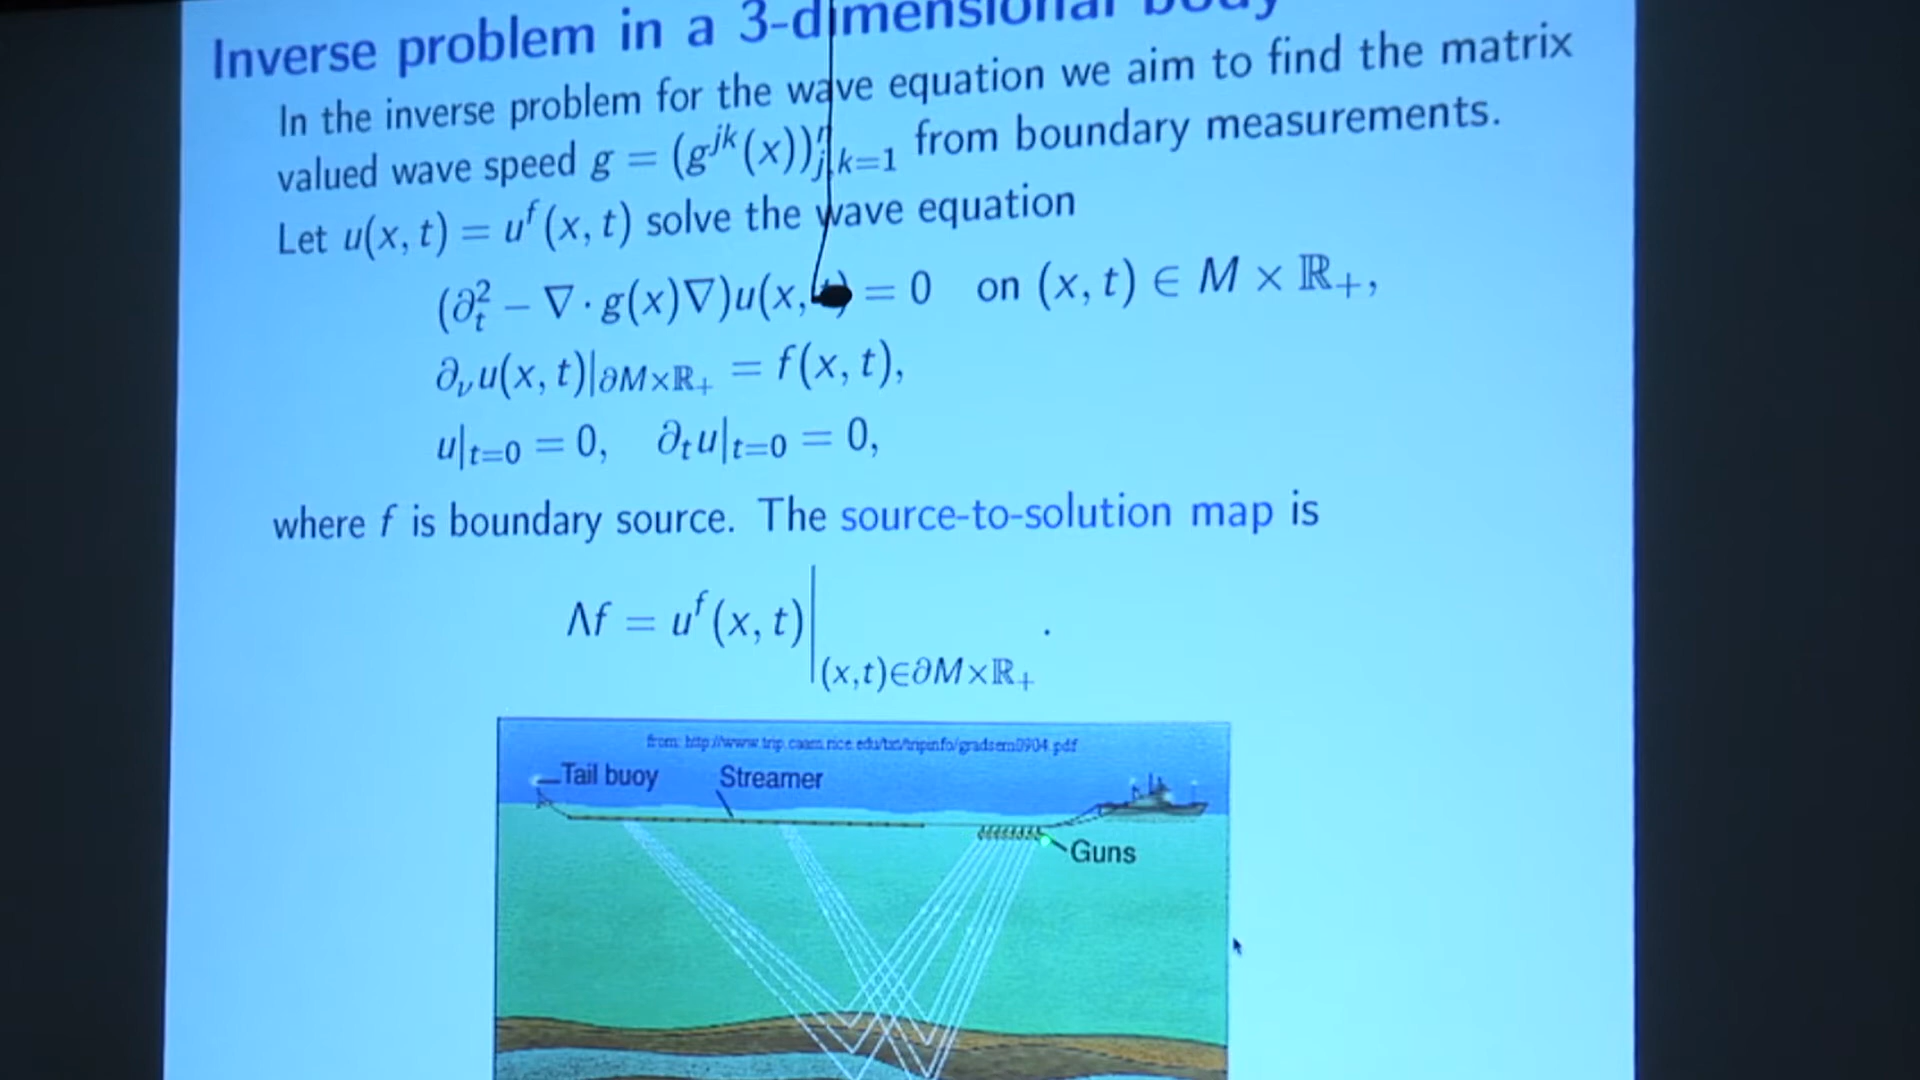 Inverse problem in a 3-dimensional body
In the inverse problem for the wave equation we aim to find the matrix
valued wave speed g = (g^{jk}(x))^n_{j,k=1} from boundary measurements.
Let u(x, t) = u^f(x, t) solve the wave equation
(∂_t^2 − ∇ · g(x)∇)u(x, t) = 0 on (x, t) ∈ M × ℝ_+,
∂_ν u(x, t)|_{∂M×ℝ_+} = f(x, t),
u|_{t=0} = 0, ∂_t u|_{t=0} = 0,
where f is boundary source. The source-to-solution map is
Λf = u^f(x, t)|_{(x,t)∈∂M×ℝ_+}.
from: http://www.trip.caam.rice.edu/txt/tripinfo/gradsem0904.pdf
Tail buoy Streamer
Guns